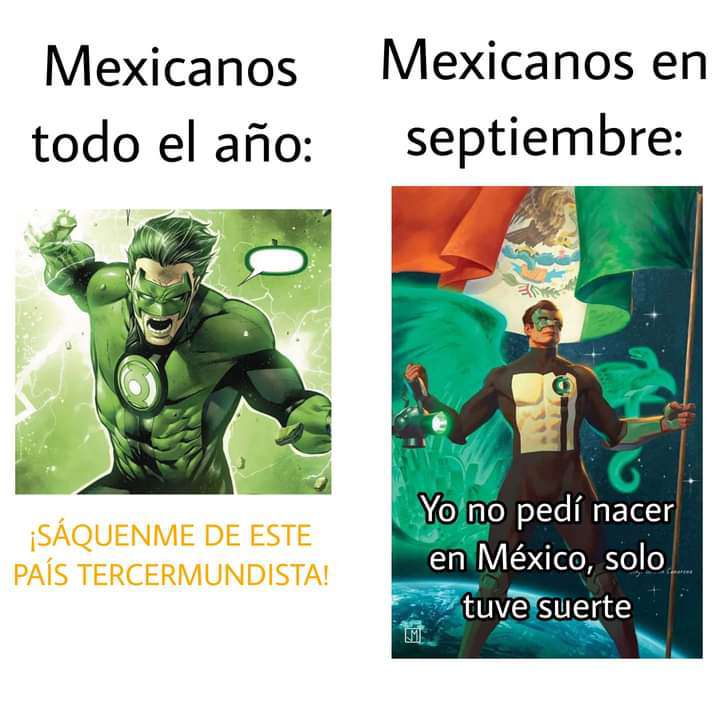 Mexicanos
todo el año:
¡SÁQUENME DE ESTE
PAÍS TERCERMUNDISTA!
Mexicanos en
septiembre:
Yo no pedí nacer
en México, solo
tuve suerte